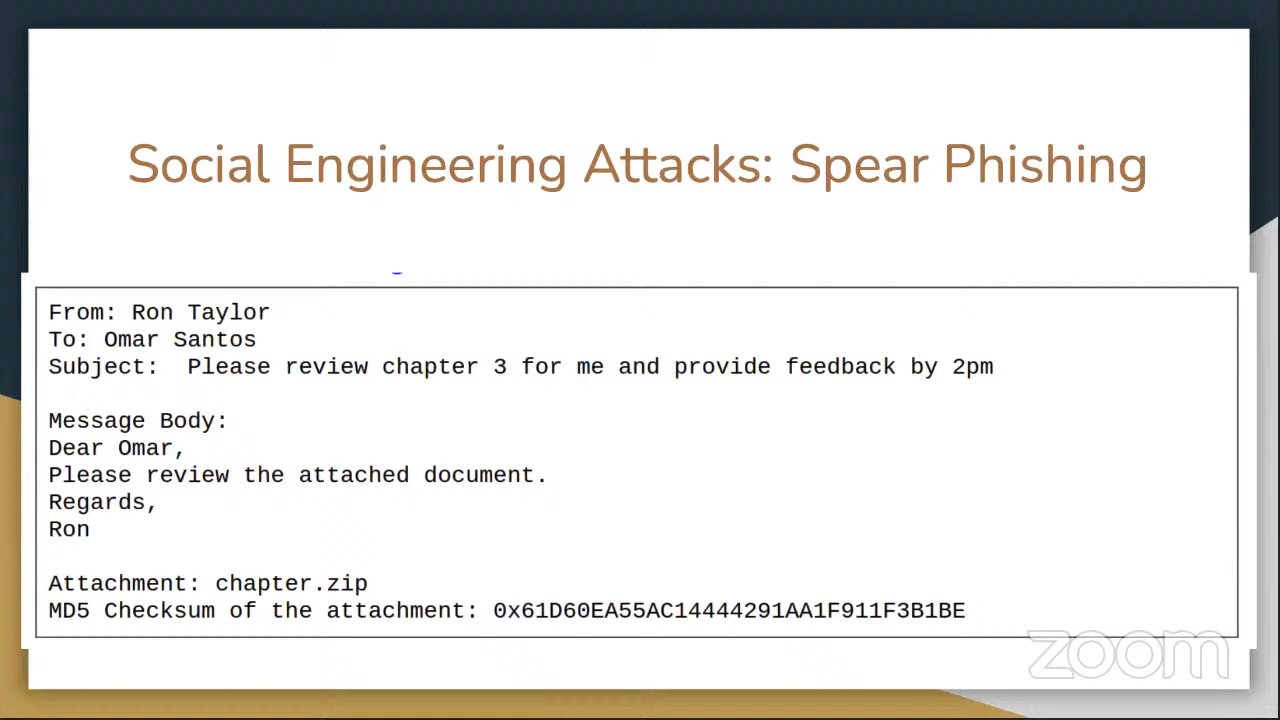 Social Engineering Attacks: Spear Phishing
From: Ron Taylor
To: Omar Santos
Subject:  Please review chapter 3 for me and provide feedback by 2pm
Message Body:
Dear Omar,
Please review the attached document.
Regards,
Ron
Attachment: chapter.zip
MD5 Checksum of the attachment: 0x61D60EA55AC14444291AA1F911F3B1BE
zoom